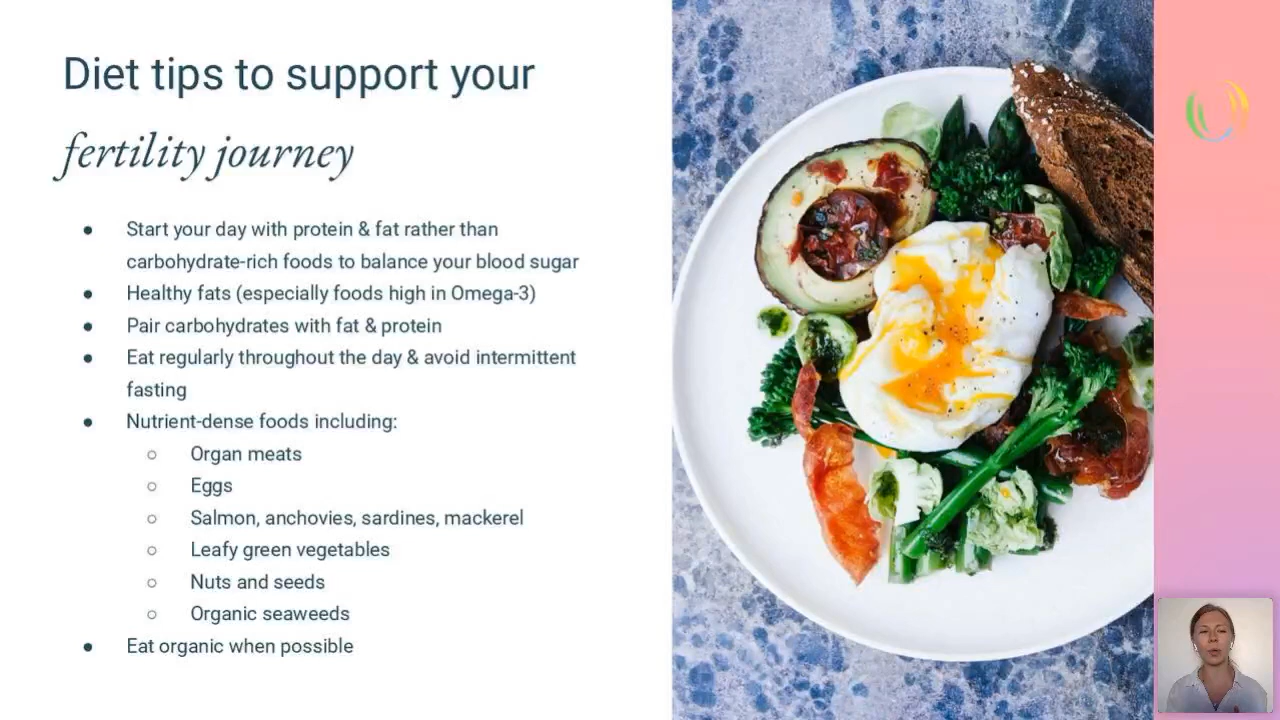 Diet tips to support your
fertility journey
● Start your day with protein & fat rather than
carbohydrate-rich foods to balance your blood sugar
● Healthy fats (especially foods high in Omega-3)
● Pair carbohydrates with fat & protein
● Eat regularly throughout the day & avoid intermittent
fasting
● Nutrient-dense foods including:
○ Organ meats
○ Eggs
○ Salmon, anchovies, sardines, mackerel
○ Leafy green vegetables
○ Nuts and seeds
○ Organic seaweeds
● Eat organic when possible